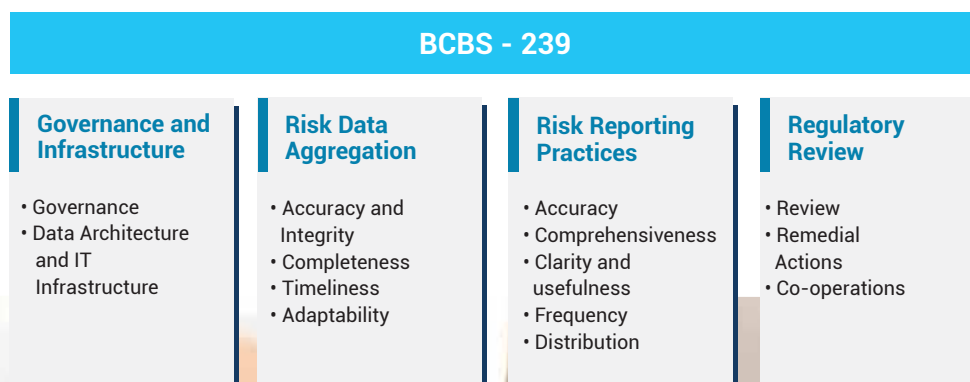 BCBS - 239
Governance and
Infrastructure
• Governance
• Data Architecture
and IT
Infrastructure
Risk Data
Aggregation
• Accuracy and
Integrity
• Completeness
• Timeliness
• Adaptability
Risk Reporting
Practices
• Accuracy
• Comprehensiveness
• Clarity and
usefulness
• Frequency
• Distribution
Regulatory
Review
• Review
• Remedial
Actions
• Co-operations